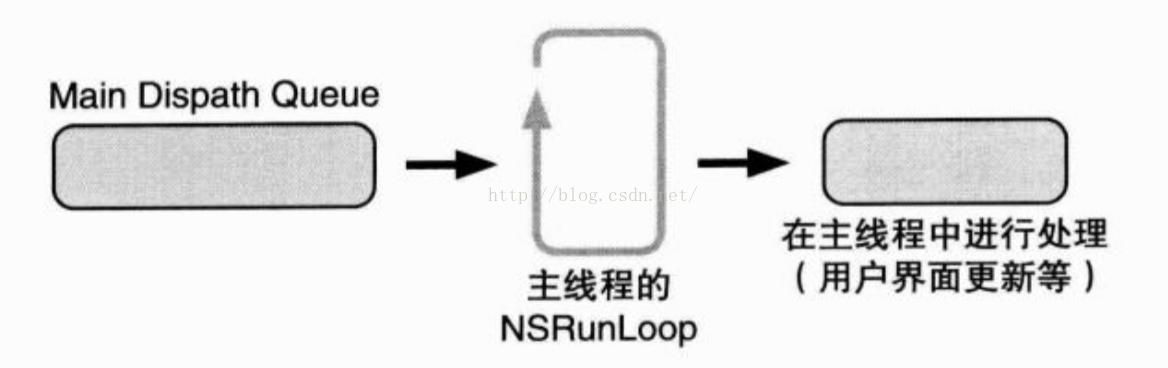 Main Dispath Queue
http://blog.csdn.net/
主线程的
NSRunLoop
在主线程中进行处理
（用户界面更新等）